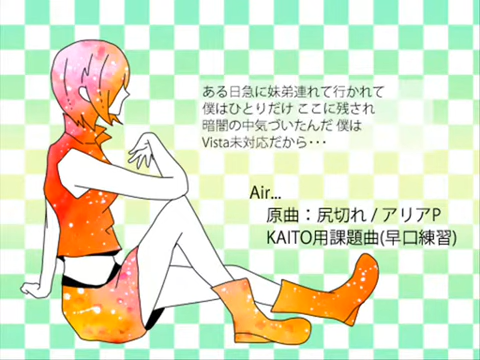 ある日急に妹弟連れて行かれて
僕はひとりだけ ここに残され
暗闇の中気づいたんだ 僕は
Vista未対応だから･･･
Air...
原曲：尻切れ / アリアP
KAITO用課題曲(早口練習)